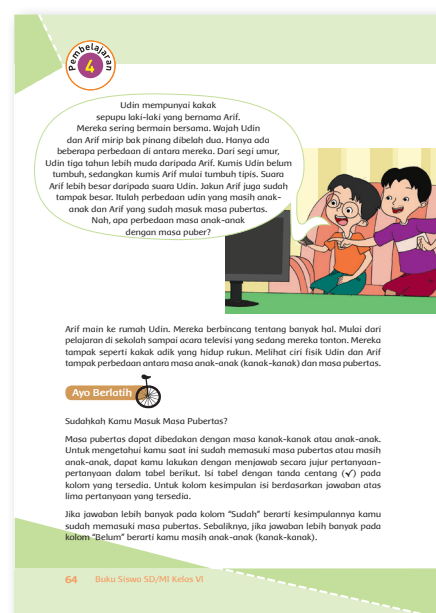 Pembelajaran
4
Udin mempunyai kakak
sepupu laki-laki yang bernama Arif.
Mereka sering bermain bersama. Wajah Udin
dan Arif mirip bak pinang dibelah dua. Hanya ada
beberapa perbedaan di antara mereka. Dari segi umur,
Udin tiga tahun lebih muda daripada Arif. Kumis Udin belum
tumbuh, sedangkan kumis Arif mulai tumbuh tipis. Suara
Arif lebih besar daripada suara Udin. Jakun Arif juga sudah
tampak besar. Itulah perbedaan udin yang masih anak-
anak dan Arif yang sudah masuk masa pubertas.
Nah, apa perbedaan masa anak-anak
dengan masa puber?
Arif main ke rumah Udin. Mereka berbincang tentang banyak hal. Mulai dari
pelajaran di sekolah sampai acara televisi yang sedang mereka tonton. Mereka
tampak seperti kakak adik yang hidup rukun. Melihat ciri fisik Udin dan Arif
tampak perbedaan antara masa anak-anak (kanak-kanak) dan masa pubertas.
Ayo Berlatih
Sudahkah Kamu Masuk Masa Pubertas?
Masa pubertas dapat dibedakan dengan masa kanak-kanak atau anak-anak.
Untuk mengetahui kamu saat ini sudah memasuki masa pubertas atau masih
anak-anak, dapat kamu lakukan dengan menjawab secara jujur pertanyaan-
pertanyaan dalam tabel berikut. Isi tabel dengan tanda centang (✓) pada
kolom yang tersedia. Untuk kolom kesimpulan isi berdasarkan jawaban atas
lima pertanyaan yang tersedia.
Jika jawaban lebih banyak pada kolom “Sudah” berarti kesimpulannya kamu
sudah memasuki masa pubertas. Sebaliknya, jika jawaban lebih banyak pada
kolom “Belum” berarti kamu masih anak-anak (kanak-kanak).
64 Buku Siswa SD/MI Kelas VI